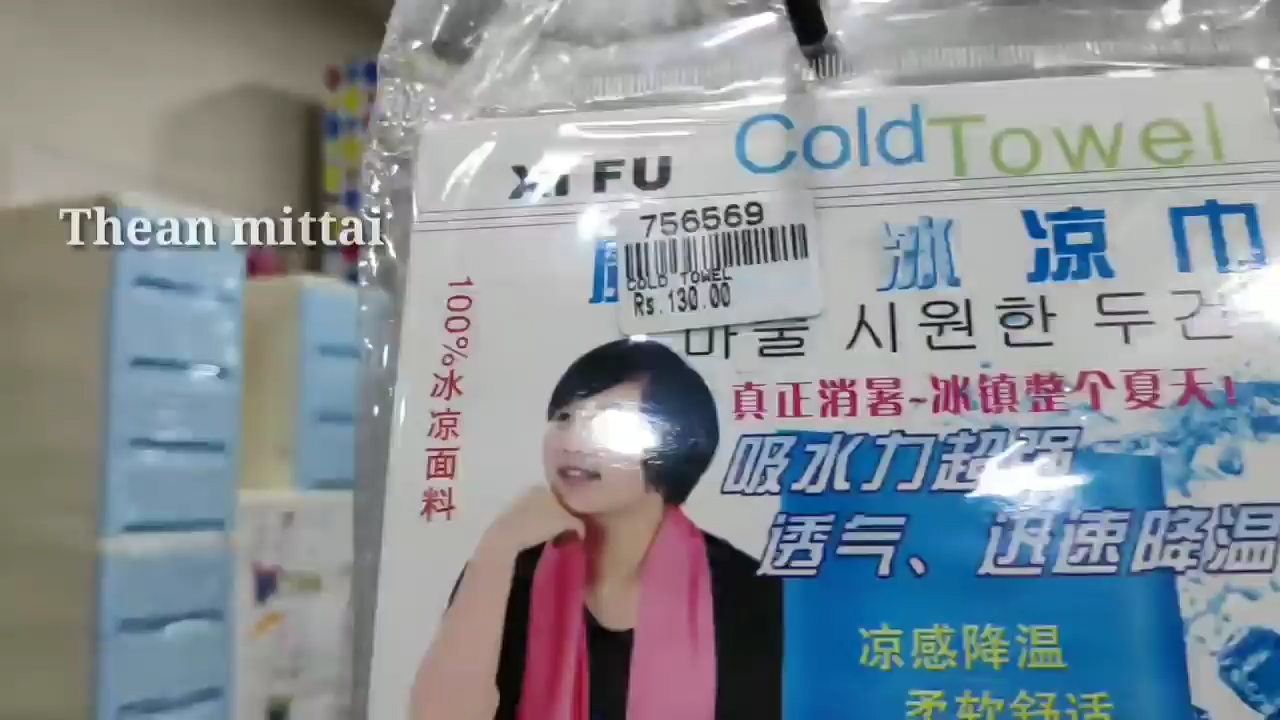 Thean mittai
Cold Towel
XI FU
756569
COLD TOWEL
Rs.130.00
冰凉巾
마술 시원한 두건
100%冰凉面料
真正消暑~冰镇整个夏天!
吸水力超强
透气、迅速降温
凉感降温
柔软舒适